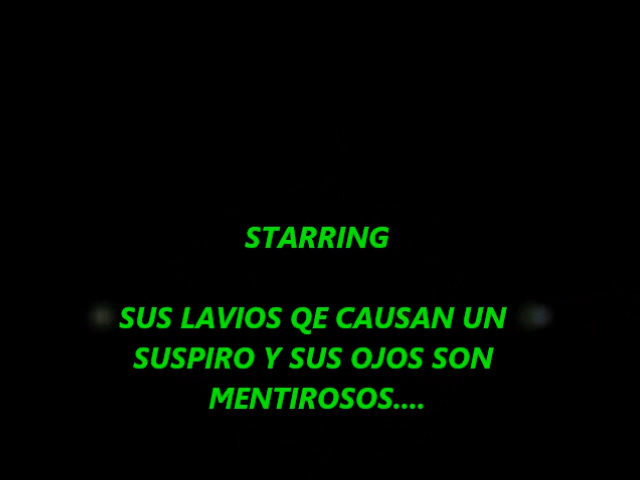 STARRING
SUS LAVIOS QE CAUSAN UN
SUSPIRO Y SUS OJOS SON
MENTIROSOS....